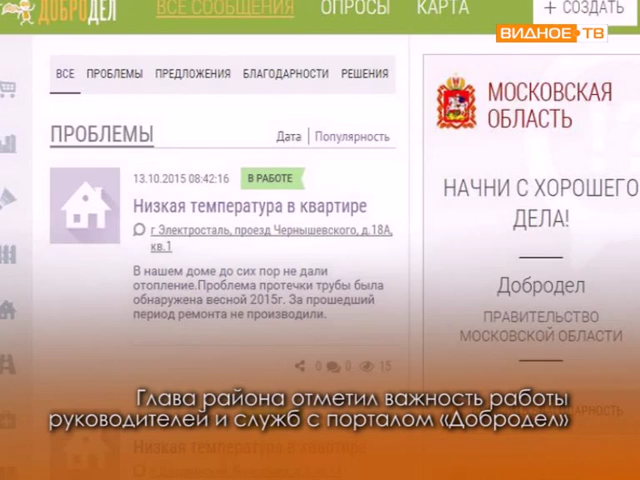 ДОБРОДЕЛ
ВСЕ СООБЩЕНИЯ
ОПРОСЫ
КАРТА
+ СОЗДАТЬ
ВИДНОЕ-ТВ
ВСЕ ПРОБЛЕМЫ ПРЕДЛОЖЕНИЯ БЛАГОДАРНОСТИ РЕШЕНИЯ
ПРОБЛЕМЫ
Дата | Популярность
13.10.2015 08:42:16 В РАБОТЕ
Низкая температура в квартире
г Электросталь, проезд Чернышевского, д.18А,
кв.1
В нашем доме до сих пор не дали
отопление.Проблема протечки трубы была
обнаружена весной 2015г. За прошедший
период ремонта не производили.
0 0 15
МОСКОВСКАЯ
ОБЛАСТЬ
НАЧНИ С ХОРОШЕГО
ДЕЛА!
Добродел
ПРАВИТЕЛЬСТВО
МОСКОВСКОЙ ОБЛАСТИ
Глава района отметил важность работы
руководителей и служб с порталом «Добродел»
Низкая температура в квартире